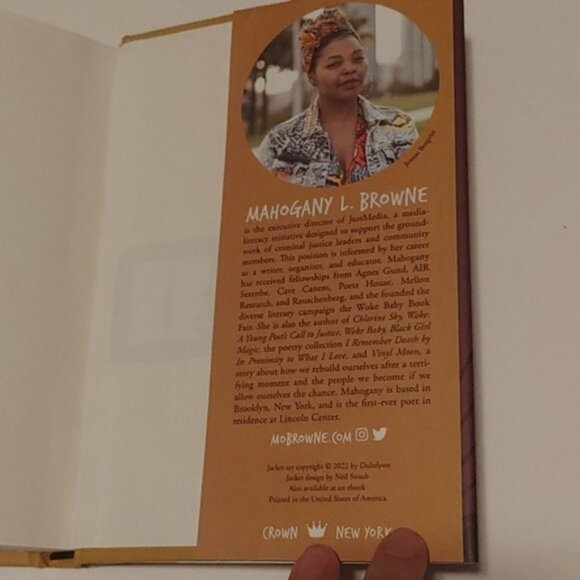 Jennie Bergqvist
MAHOGANY L. BROWNE
is the executive director of JustMedia, a media-
literacy initiative designed to support the ground-
work of criminal justice leaders and community
members. This position is informed by her career
as a writer, organizer, and educator. Mahogany
has received fellowships from Agnes Gund, AIR
Serenbe, Cave Canem, Poets House, Mellon
Research, and Rauschenberg, and she founded the
diverse literary campaign the Woke Baby Book
Fair. She is also the author of Chlorine Sky, Woke:
A Young Poet's Call to Justice, Woke Baby, Black Girl
Magic, the poetry collection I Remember Death by
Its Proximity to What I Love, and Vinyl Moon, a
story about how we rebuild ourselves after a terri-
fying moment and the people we become if we
allow ourselves the chance. Mahogany is based in
Brooklyn, New York, and is the first-ever poet in
residence at Lincoln Center.
MOBROWNE.COM
Jacket art copyright © 2022 by Dubelyoo
Jacket design by Neil Swaab
Also available as an ebook
Printed in the United States of America
CROWN NEW YORK